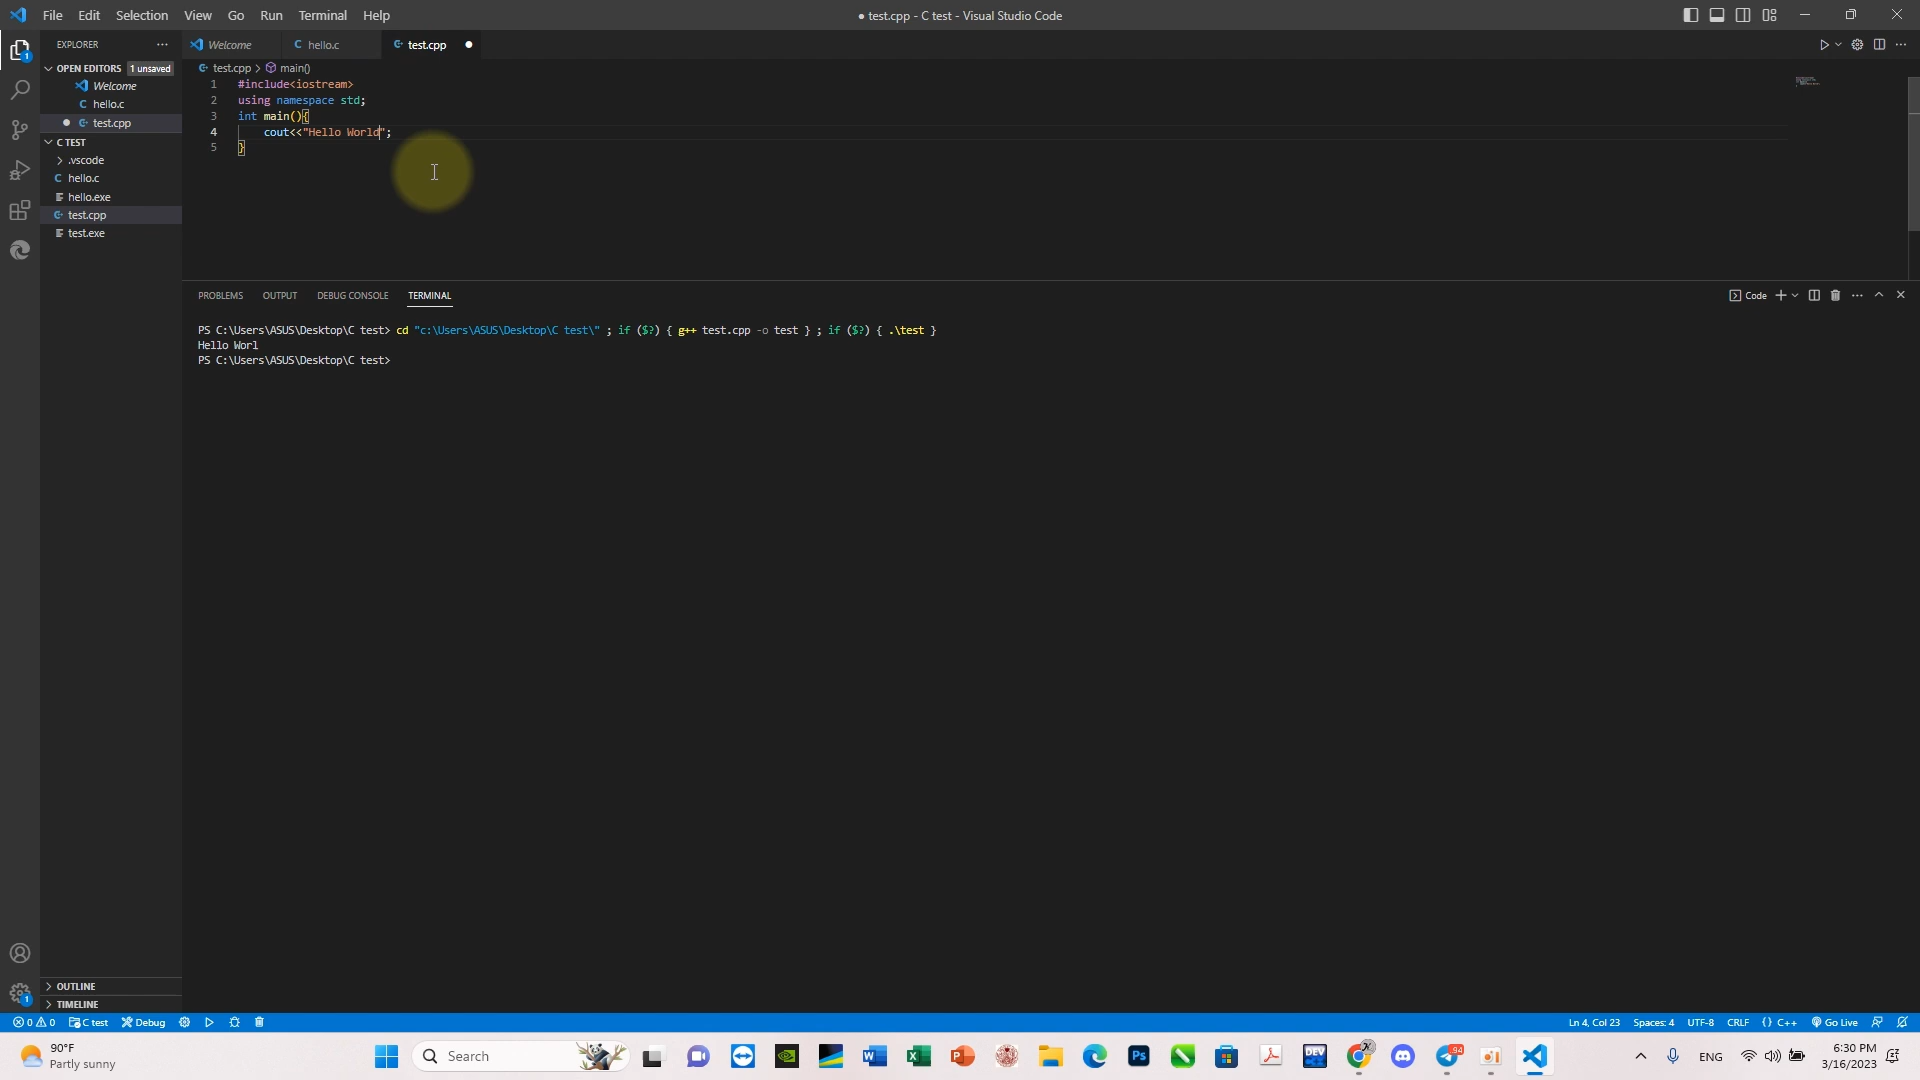 File Edit Selection View Go Run Terminal Help
● test.cpp - C test - Visual Studio Code
EXPLORER
Welcome
hello.c
test.cpp
OPEN EDITORS 1 unsaved
Welcome
hello.c
test.cpp
C TEST
.vscode
hello.c
hello.exe
test.cpp
test.exe
test.cpp > main()
1 #include<iostream>
2 using namespace std;
3 int main(){
4 cout<<"Hello World";
5 }
PROBLEMS OUTPUT DEBUG CONSOLE TERMINAL
Code
PS C:\Users\ASUS\Desktop\C test> cd "c:\Users\ASUS\Desktop\C test\" ; if ($?) { g++ test.cpp -o test } ; if ($?) { .\test }
Hello Worl
PS C:\Users\ASUS\Desktop\C test>
OUTLINE
TIMELINE
0 0 C test Debug
Ln 4, Col 23 Spaces: 4 UTF-8 CRLF {} C++ Go Live
90°F
Partly sunny
Search
Ps
DEV
94
ENG
6:30 PM
3/16/2023